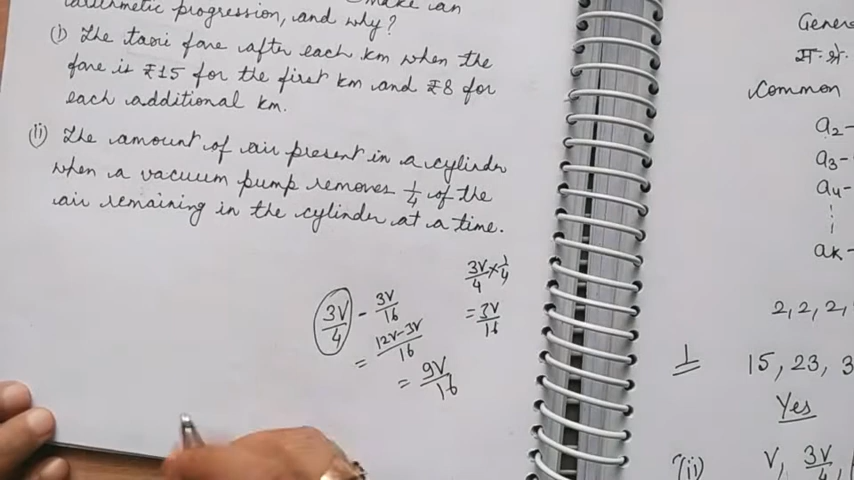 arithmetic progression, and why?
(i) The taxi fare after each km when the
fare is ₹15 for the first km and ₹8 for
each additional km.
(ii) The amount of air present in a cylinder
when a vacuum pump removes 1/4 of the
air remaining in the cylinder at a time.
3V/4 × 1/4
= 3V/16
3V/4 - 3V/16
= 12V-3V/16
= 9V/16
Common
a2-
a3-
a4-
ak-
2, 2, 2,
1 15, 23, 3
Yes
(ii) V, 3V/4,